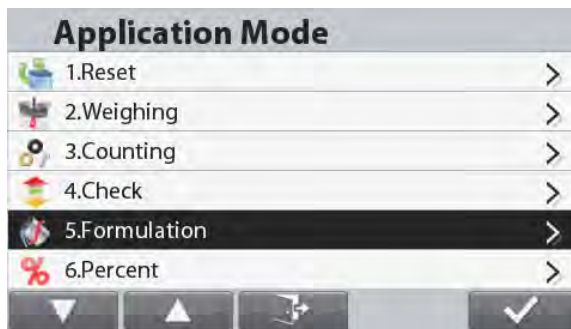 Application Mode
1.Reset
2.Weighing
3.Counting
4.Check
5.Formulation
6.Percent